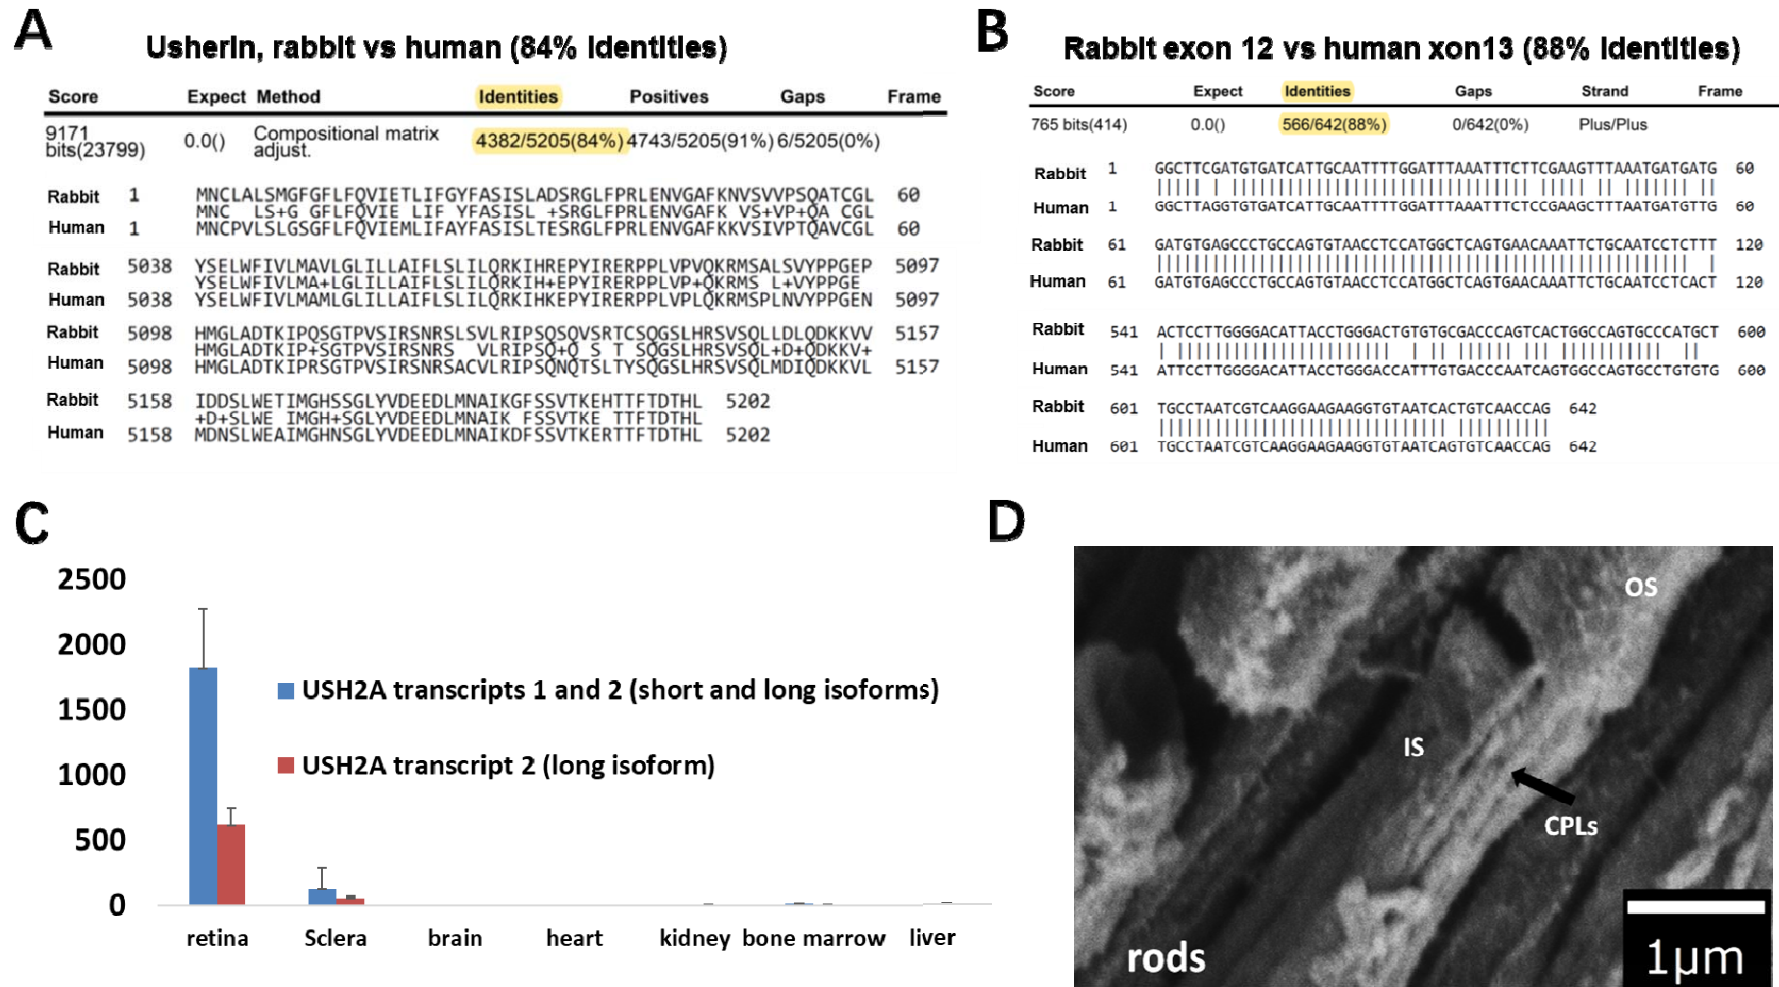 A
Usherin, rabbit vs human (84% Identities)
Score Expect Method Identities Positives Gaps Frame
9171 bits(23799) 0.0() Compositional matrix adjust. 4382/5205(84%) 4743/5205(91%) 6/5205(0%)
Rabbit 1 MNCLALSMGFGFLFQVIETLIFGYFASISLADSRGLFPRLENVGAFKNVSVVPSQATCGL 60
MNC LS+G GFLFQVIE LIF YFASISL +SRGLFPRLENVGAFK VS+VP+QA CGL
Human 1 MNCPVLSLGSGFLFQVIEMLIFAYFASISLTESRGLFPRLENVGAFKKVSIVPTQAVCGL 60
Rabbit 5038 YSELWFIVLMAVLGLILLAIFLSLILQRKIHREPYIRERPPLVPVQKRMSALSVYPPGEP 5097
YSELWFIVLMA+LGLILLAIFLSLILQRKIH+EPYIRERPPLVP+QKRMS L+VYPPGE
Human 5038 YSELWFIVLMAMLGLILLAIFLSLILQRKIHKEPYIRERPPLVPLQKRMSPLNVYPPGEN 5097
Rabbit 5098 HMGLADTKIPQSGTPVSIRSNRSLSVLRIPSQSQVSRTCSQGSLHRSVSQLLDLQDKKVV 5157
HMGLADTKIP+SGTPVSIRSNRS VLRIPSQ+Q S T SQGSLHRSVSQL+D+QDKKV+
Human 5098 HMGLADTKIPRSGTPVSIRSNRSACVLRIPSQNQTSLTYSQGSLHRSVSQLMDIQDKKVL 5157
Rabbit 5158 IDDSLWETIMGHSSGLYVDEEDLMNAIKGFSSVTKEHTTFTDTHL 5202
+D+SLWE IMGH+SGLYVDEEDLMNAIK FSSVTKE TTFTDTHL
Human 5158 MDNSLWEAIMGHNSGLYVDEEDLMNAIKDFSSVTKERTTFTDTHL 5202
B
Rabbit exon 12 vs human xon13 (88% Identities)
Score Expect Identities Gaps Strand Frame
765 bits(414) 0.0() 566/642(88%) 0/642(0%) Plus/Plus
Rabbit 1 GGCTTCGATGTGATCATTGCAATTTTGGATTTAAATTTCTTCGAAGTTTAAATGATGATG 60
Human 1 GGCTTAGGTGTGATCATTGCAATTTTGGATTTAAATTTCTCCGAAGCTTTAATGATGTTG 60
Rabbit 61 GATGTGAGCCCTGCCAGTGTAACCTCCATGGCTCAGTGAACAAATTCTGCAATCCTCTTT 120
Human 61 GATGTGAGCCCTGCCAGTGTAACCTCCATGGCTCAGTGAACAAATTCTGCAATCCTCACT 120
Rabbit 541 ACTCCTTGGGGACATTACCTGGGACTGTGTGCGACCCAGTCACTGGCCAGTGCCCATGCT 600
Human 541 ATTCCTTGGGGACATTACCTGGGACCATTTGTGACCCAATCAGTGGCCAGTGCCTGTGTG 600
Rabbit 601 TGCCTAATCGTCAAGGAAGAAGGTGTAATCACTGTCAACCAG 642
Human 601 TGCCTAATCGTCAAGGAAGAAGGTGTAATCAGTGTCAACCAG 642
C
2500
2000
1500
1000
500
0
USH2A transcripts 1 and 2 (short and long isoforms)
USH2A transcript 2 (long isoform)
retina Sclera brain heart kidney bone marrow liver
D
OS
IS
CPLs
rods
1μm